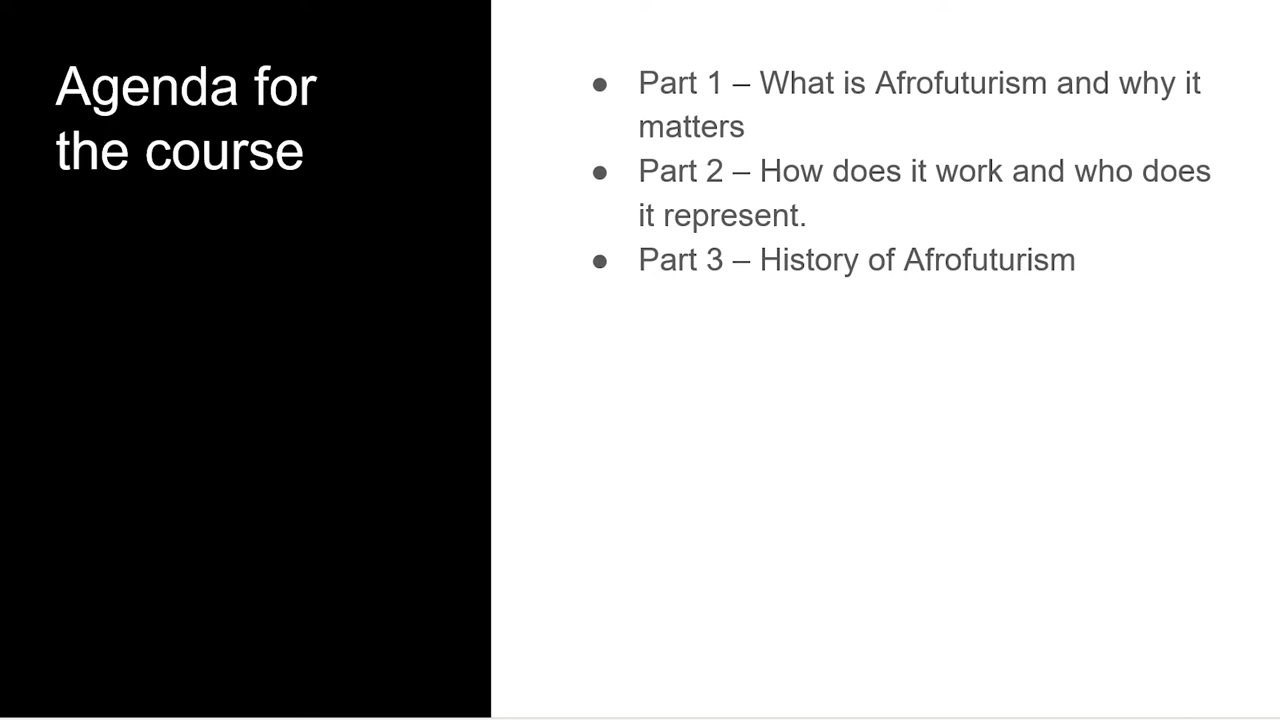 Agenda for
the course
● Part 1 – What is Afrofuturism and why it
matters
● Part 2 – How does it work and who does
it represent.
● Part 3 – History of Afrofuturism